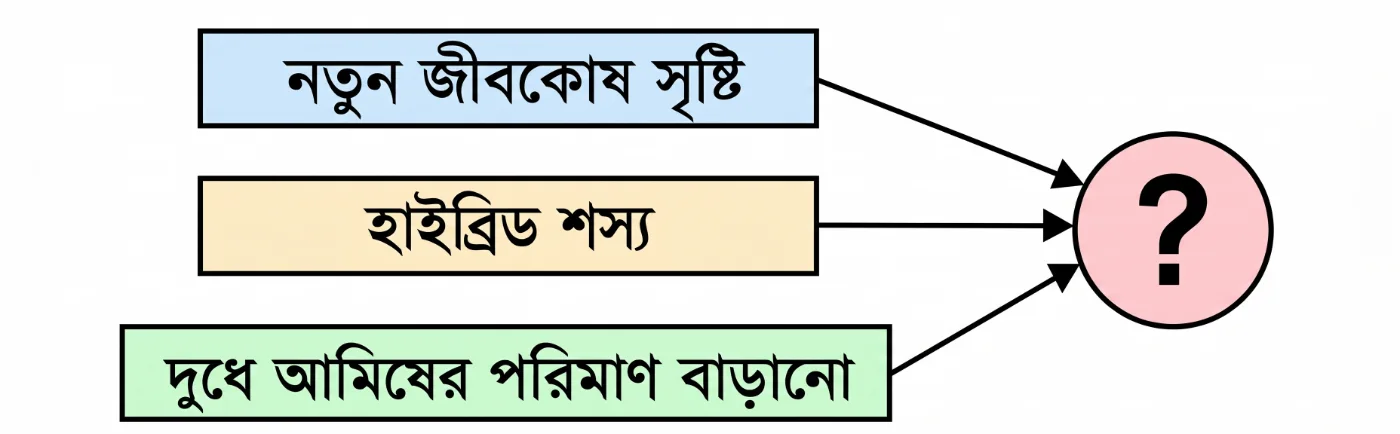 নতুন জীবকোষ সৃষ্টি
হাইব্রিড শস্য
?
দুধে আমিষের পরিমাণ বাড়ানো